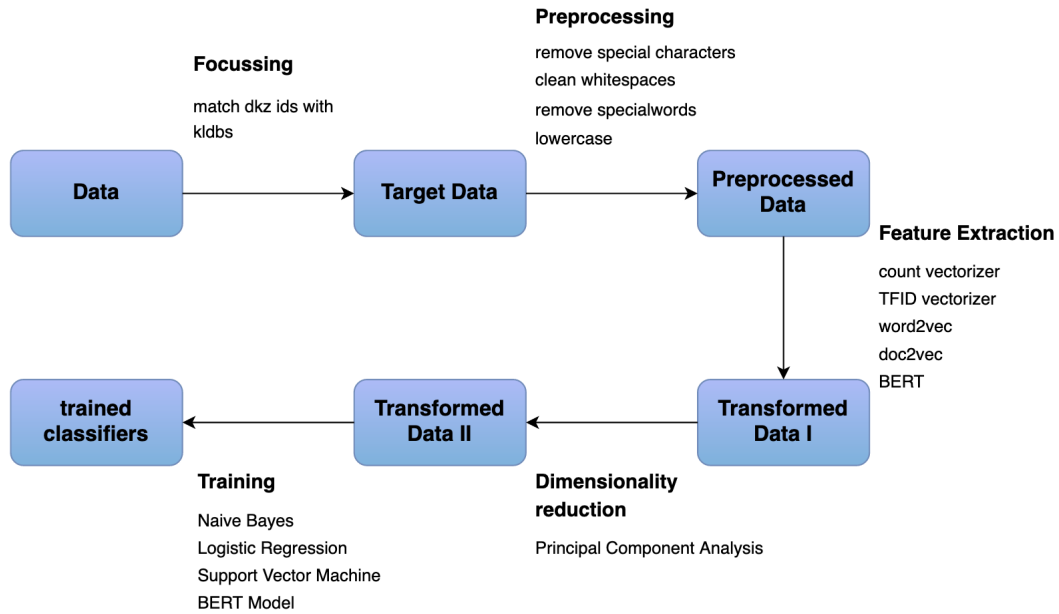 Preprocessing
remove special characters
clean whitespaces
remove specialwords
lowercase
Focussing
match dkz ids with
kldbs
Data
Target Data
Preprocessed
Data
Feature Extraction
count vectorizer
TFID vectorizer
word2vec
doc2vec
BERT
trained
classifiers
Transformed
Data II
Transformed
Data I
Training
Naive Bayes
Logistic Regression
Support Vector Machine
BERT Model
Dimensionality
reduction
Principal Component Analysis